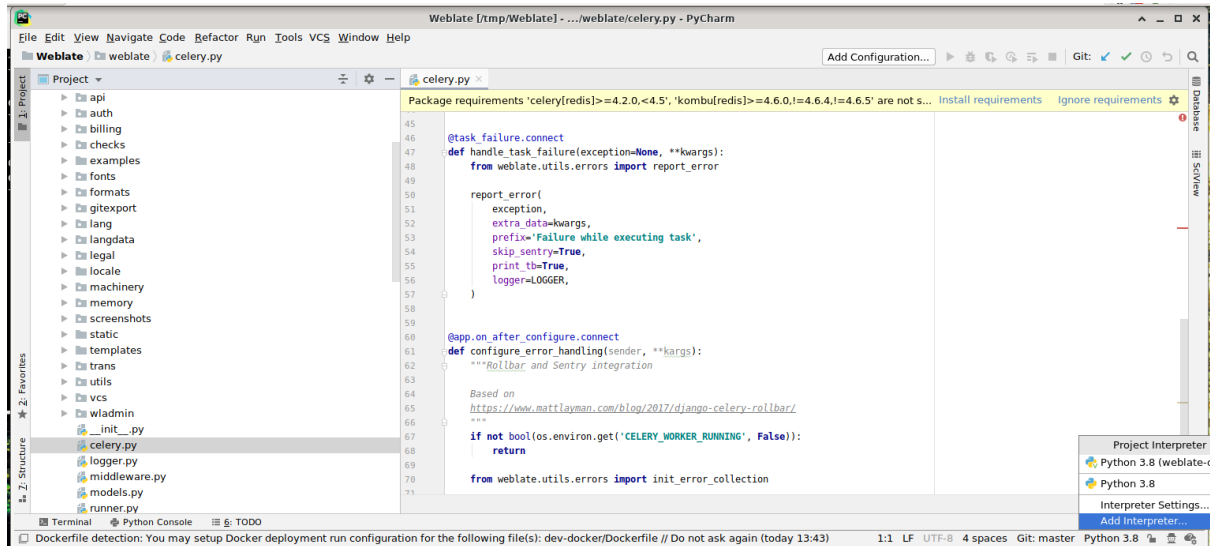 PC
Weblate [/tmp/Weblate] - .../weblate/celery.py - PyCharm
File Edit View Navigate Code Refactor Run Tools VCS Window Help
Weblate weblate celery.py
Add Configuration... Git:
1: Project
Project
celery.py
Package requirements 'celery[redis]>=4.2.0,<4.5', 'kombu[redis]>=4.6.0,!=4.6.4,!=4.6.5' are not s... Install requirements Ignore requirements
api
auth
billing
checks
examples
fonts
formats
gitexport
lang
langdata
legal
locale
machinery
memory
screenshots
static
templates
trans
utils
vcs
wladmin
__init__.py
celery.py
logger.py
middleware.py
models.py
runner.py
2: Favorites
7: Structure
45
46 @task_failure.connect
47 def handle_task_failure(exception=None, **kwargs):
48 from weblate.utils.errors import report_error
49
50 report_error(
51 exception,
52 extra_data=kwargs,
53 prefix='Failure while executing task',
54 skip_sentry=True,
55 print_tb=True,
56 logger=LOGGER,
57 )
58
59
60 @app.on_after_configure.connect
61 def configure_error_handling(sender, **kargs):
62 """Rollbar and Sentry integration
63
64 Based on
65 https://www.mattlayman.com/blog/2017/django-celery-rollbar/
66 """
67 if not bool(os.environ.get('CELERY_WORKER_RUNNING', False)):
68 return
69
70 from weblate.utils.errors import init_error_collection
71
Database
SciView
Project Interpreter
Python 3.8 (weblate-
Python 3.8
Interpreter Settings...
Add Interpreter...
Terminal Python Console 6: TODO
Dockerfile detection: You may setup Docker deployment run configuration for the following file(s): dev-docker/Dockerfile // Do not ask again (today 13:43) 1:1 LF UTF-8 4 spaces Git: master Python 3.8